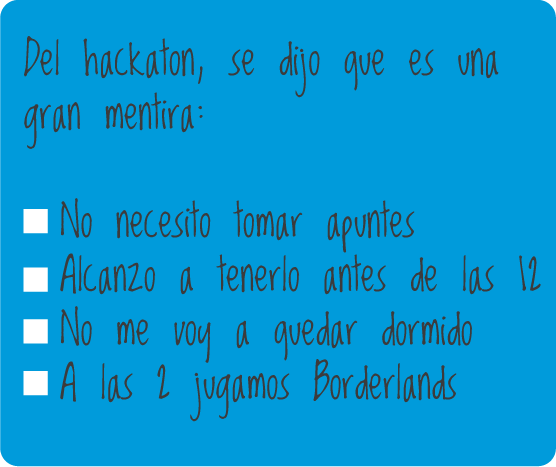 Del hackaton, se dijo que es una
gran mentira:
No necesito tomar apuntes
Alcanzo a tenerlo antes de las 12
No me voy a quedar dormido
A las 2 jugamos Borderlands